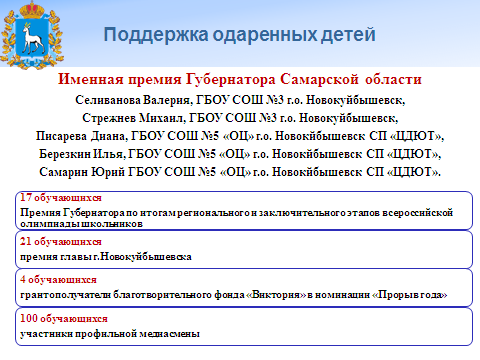 Поддержка одаренных детей
Именная премия Губернатора Самарской области
Селиванова Валерия, ГБОУ СОШ №3 г.о. Новокуйбышевск,
Стрежнев Михаил, ГБОУ СОШ №3 г.о. Новокуйбышевск,
Писарева Диана, ГБОУ СОШ №5 «ОЦ» г.о. Новокйбышевск СП «ЦДЮТ»,
Березкин Илья, ГБОУ СОШ №5 «ОЦ» г.о. Новокйбышевск СП «ЦДЮТ»,
Самарин Юрий ГБОУ СОШ №5 «ОЦ» г.о. Новокйбышевск СП «ЦДЮТ».
17 обучающихся
Премия Губернатора по итогам регионального и заключительного этапов всероссийской
олимпиады школьников
21 обучающихся
премия главы г.Новокуйбышевска
4 обучающихся
грантополучатели благотворительного фонда «Виктория» в номинации «Прорыв года»
100 обучающихся
участники профильной медиасмены